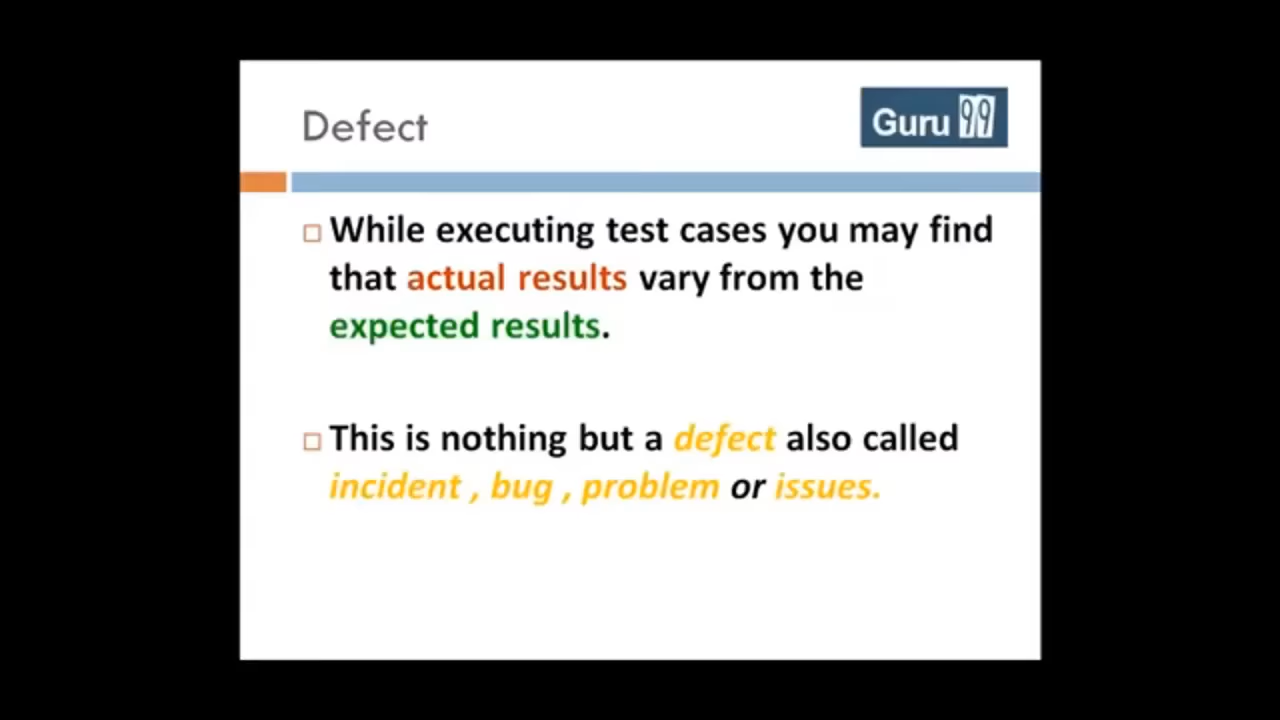 Defect
Guru 99
While executing test cases you may find
that actual results vary from the
expected results.
This is nothing but a defect also called
incident , bug , problem or issues.